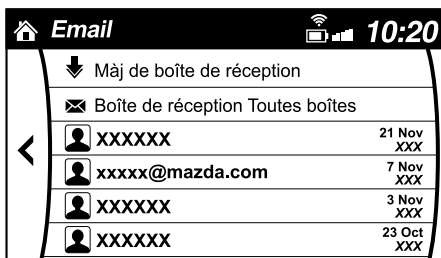 Email 10:20
Màj de boîte de réception
Boîte de réception Toutes boîtes
XXXXXX 21 Nov
XXX
xxxxx@mazda.com 7 Nov
XXX
XXXXXX 3 Nov
XXX
XXXXXX 23 Oct
XXX